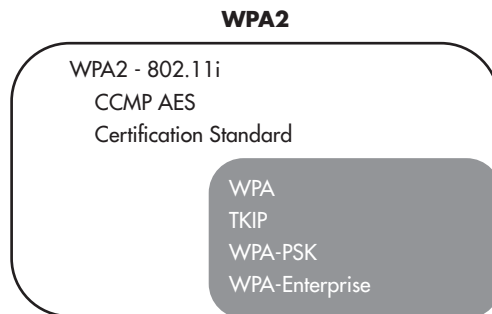 WPA2
WPA2 - 802.11i
CCMP AES
Certification Standard
WPA
TKIP
WPA-PSK
WPA-Enterprise